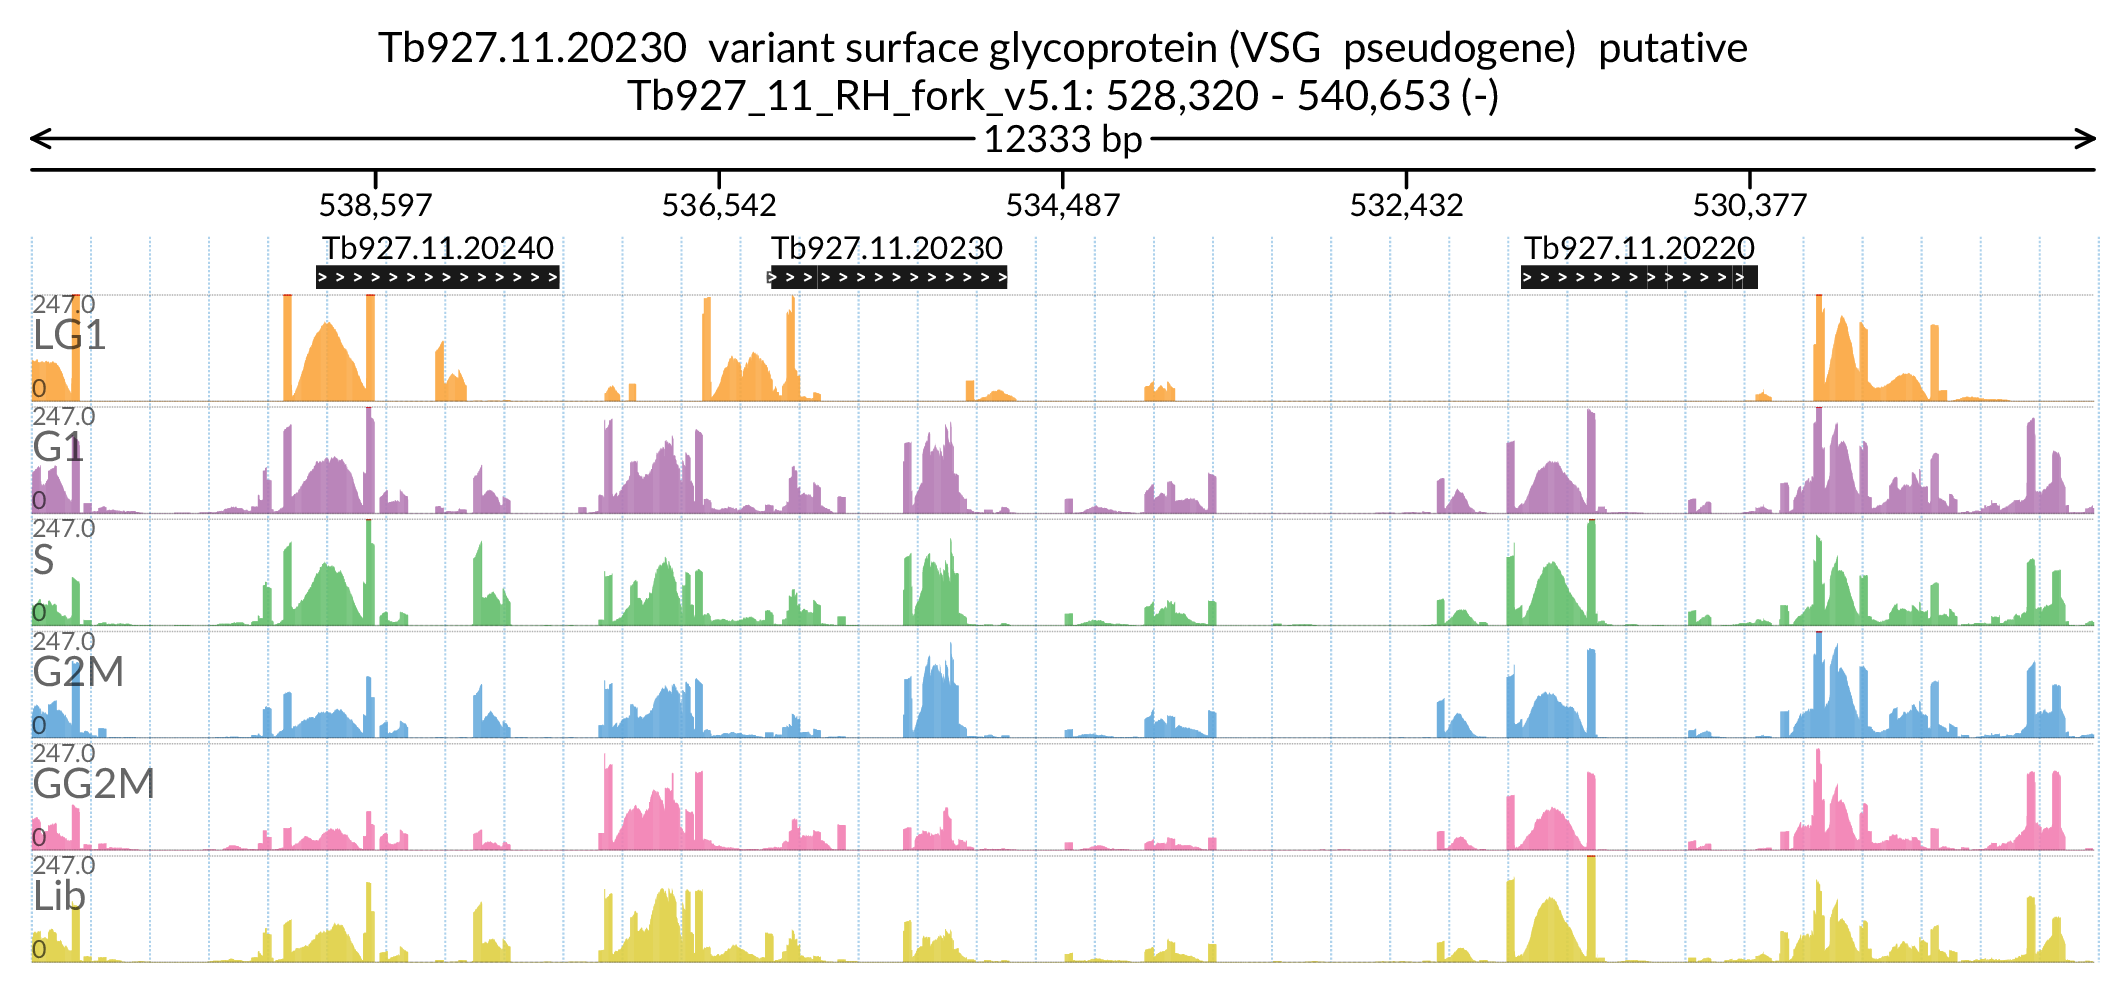 Tb927.11.20230 variant surface glycoprotein (VSG pseudogene) putative
Tb927_11_RH_fork_v5.1: 528,320 - 540,653 (-)
12333 bp
538,597 536,542 534,487 532,432 530,377
Tb927.11.20240 Tb927.11.20230 Tb927.11.20220
247.0
LG1
0
247.0
G1
0
247.0
S
0
247.0
G2M
0
247.0
GG2M
0
247.0
Lib
0